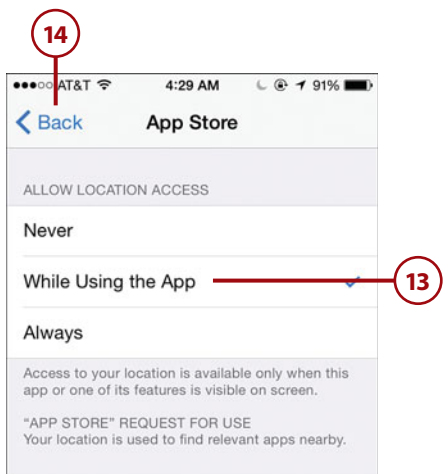 14
●●●○○ AT&T 4:29 AM 91%
Back App Store
ALLOW LOCATION ACCESS
Never
While Using the App
13
Always
Access to your location is available only when this
app or one of its features is visible on screen.
“APP STORE” REQUEST FOR USE
Your location is used to find relevant apps nearby.